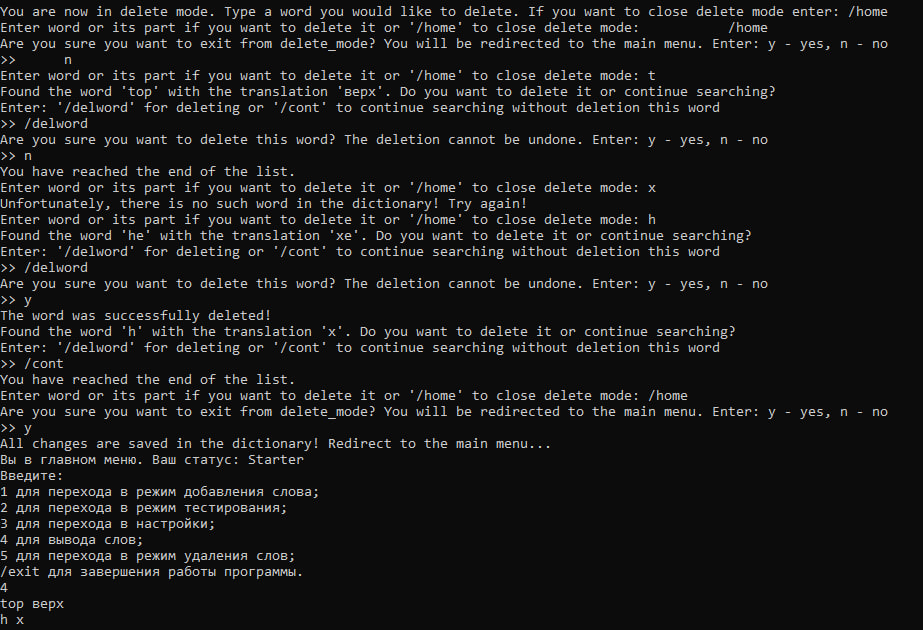 You are now in delete mode. Type a word you would like to delete. If you want to close delete mode enter: /home
Enter word or its part if you want to delete it or '/home' to close delete mode:           /home
Are you sure you want to exit from delete_mode? You will be redirected to the main menu. Enter: y - yes, n - no
>>      n
Enter word or its part if you want to delete it or '/home' to close delete mode: t
Found the word 'top' with the translation 'верх'. Do you want to delete it or continue searching?
Enter: '/delword' for deleting or '/cont' to continue searching without deletion this word
>> /delword
Are you sure you want to delete this word? The deletion cannot be undone. Enter: y - yes, n - no
>> n
You have reached the end of the list.
Enter word or its part if you want to delete it or '/home' to close delete mode: x
Unfortunately, there is no such word in the dictionary! Try again!
Enter word or its part if you want to delete it or '/home' to close delete mode: h
Found the word 'he' with the translation 'хе'. Do you want to delete it or continue searching?
Enter: '/delword' for deleting or '/cont' to continue searching without deletion this word
>> /delword
Are you sure you want to delete this word? The deletion cannot be undone. Enter: y - yes, n - no
>> y
The word was successfully deleted!
Found the word 'h' with the translation 'х'. Do you want to delete it or continue searching?
Enter: '/delword' for deleting or '/cont' to continue searching without deletion this word
>> /cont
You have reached the end of the list.
Enter word or its part if you want to delete it or '/home' to close delete mode: /home
Are you sure you want to exit from delete_mode? You will be redirected to the main menu. Enter: y - yes, n - no
>> y
All changes are saved in the dictionary! Redirect to the main menu...
Вы в главном меню. Ваш статус: Starter
Введите:
1 для перехода в режим добавления слова;
2 для перехода в режим тестирования;
3 для перехода в настройки;
4 для вывода слов;
5 для перехода в режим удаления слов;
/exit для завершения работы программы.
4
top верх
h х